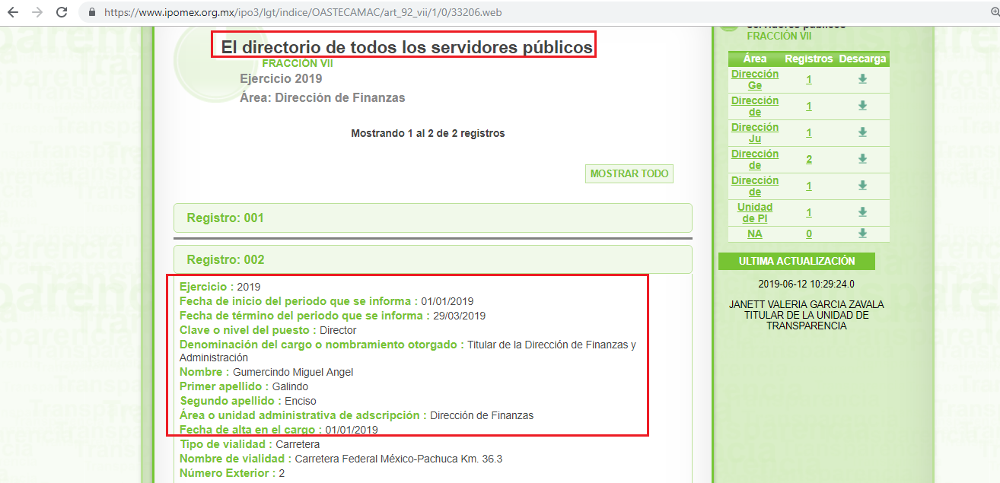 https://www.ipomex.org.mx/ipo3/lgt/indice/OASTECAMAC/art_92_vii/1/0/33206.web
El directorio de todos los servidores públicos
FRACCIÓN VII
Ejercicio 2019
Área: Dirección de Finanzas
Mostrando 1 al 2 de 2 registros
MOSTRAR TODO
Registro: 001
Registro: 002
Ejercicio : 2019
Fecha de inicio del periodo que se informa : 01/01/2019
Fecha de término del periodo que se informa : 29/03/2019
Clave o nivel del puesto : Director
Denominación del cargo o nombramiento otorgado : Titular de la Dirección de Finanzas y
Administración
Nombre : Gumercindo Miguel Angel
Primer apellido : Galindo
Segundo apellido : Enciso
Área o unidad administrativa de adscripción : Dirección de Finanzas
Fecha de alta en el cargo : 01/01/2019
Tipo de vialidad : Carretera
Nombre de vialidad : Carretera Federal México-Pachuca Km. 36.3
Número Exterior : 2
servidores públicos
FRACCIÓN VII
Área Registros Descarga
Dirección
Ge 1
Dirección
de 1
Dirección
Ju 1
Dirección
de 2
Dirección
de 1
Unidad
de Pl 1
NA 0
ULTIMA ACTUALIZACIÓN
2019-06-12 10:29:24.0
JANETT VALERIA GARCIA ZAVALA
TITULAR DE LA UNIDAD DE
TRANSPARENCIA